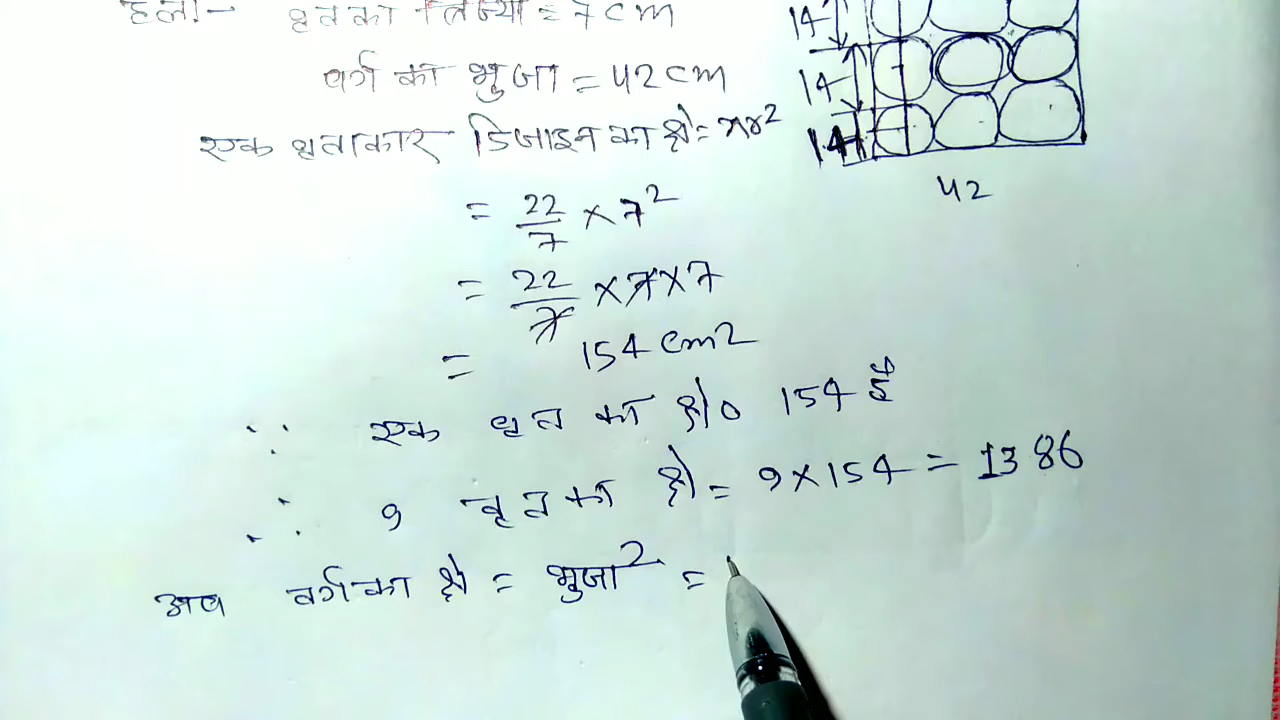 हल:- वृत का त्रिज्या = 7 cm
14
वर्ग का भुजा = 42 cm
14
एक वृताकार डिजाइन का क्षे = πr²
14
42
= 22/7 × 7²
= 22/7 × 7 × 7
= 154 cm2
∵ एक वृत का क्षे० 154 है
∴ 9 वृत का क्षे = 9 × 154 = 1386
अब वर्ग का क्षे = भुजा² =